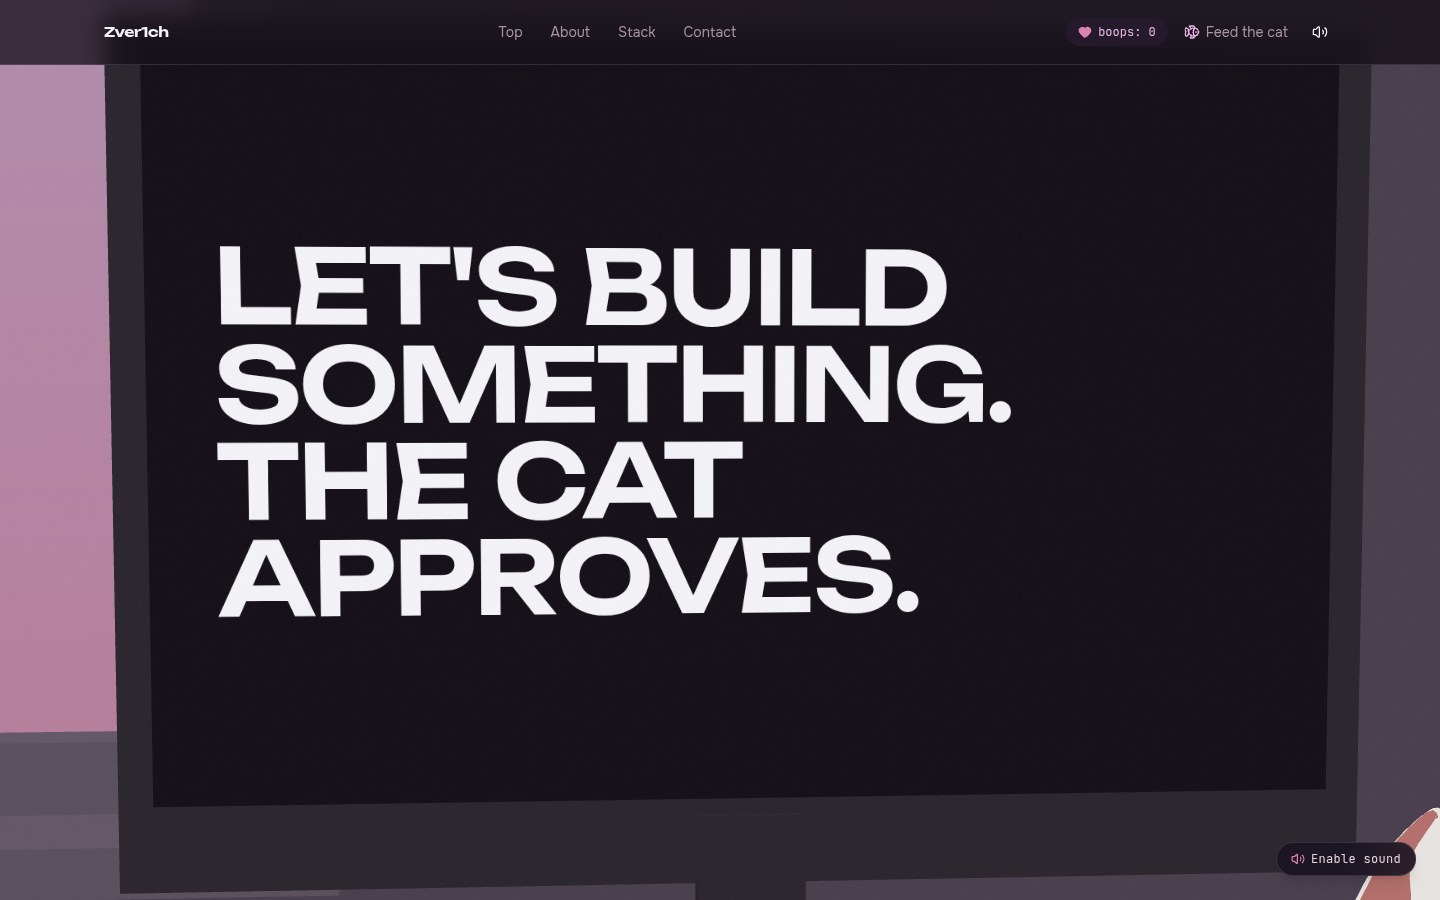 Zver1ch
Top
About
Stack
Contact
boops: 0
Feed the cat
LET'S BUILD
SOMETHING.
THE CAT
APPROVES.
Enable sound